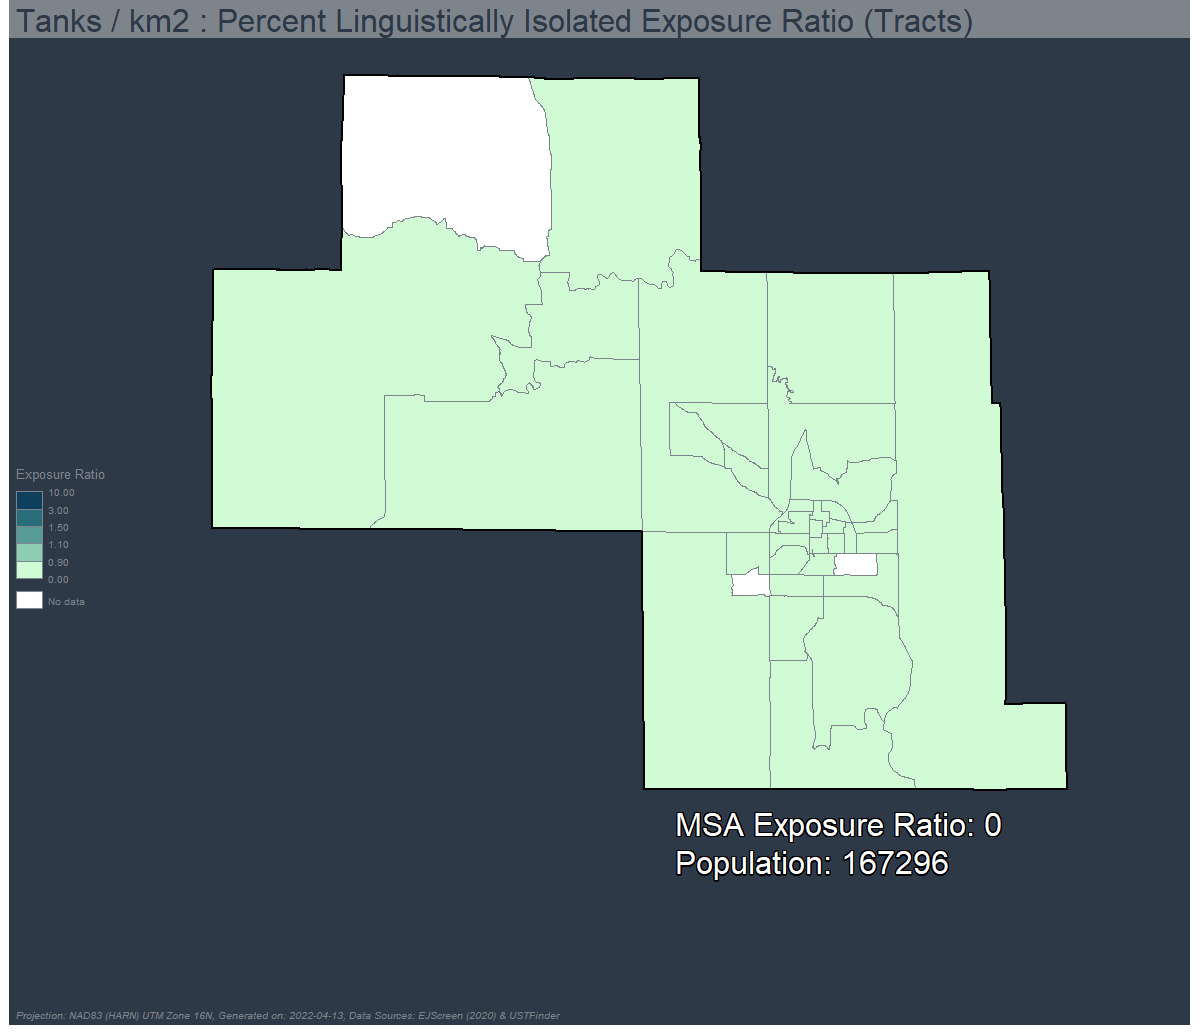 Tanks / km2 : Percent Linguistically Isolated Exposure Ratio (Tracts)
Exposure Ratio
10.00
3.00
1.50
1.10
0.90
0.00
No data
MSA Exposure Ratio: 0
Population: 167296
Projection: NAD83 (HARN) UTM Zone 16N, Generated on: 2022-04-13, Data Sources: EJScreen (2020) & USTFinder